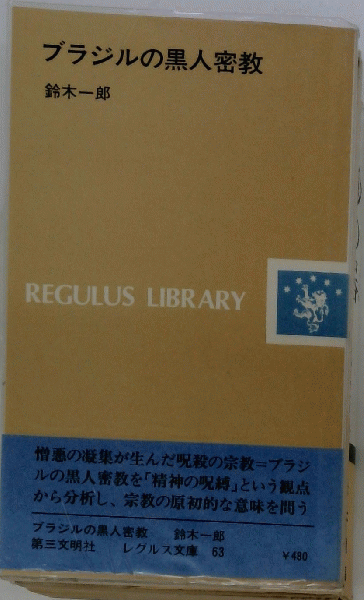 ブラジルの黒人密教
鈴木一郎
REGULUS LIBRARY
憎悪の凝集が生んだ呪殺の宗教=ブラジ
ルの黒人密教を「精神の呪縛」という観点
から分析し、宗教の原初的な意味を問う
ブラジルの黒人密教 鈴木一郎
第三文明社 レグルス文庫 63 ¥480